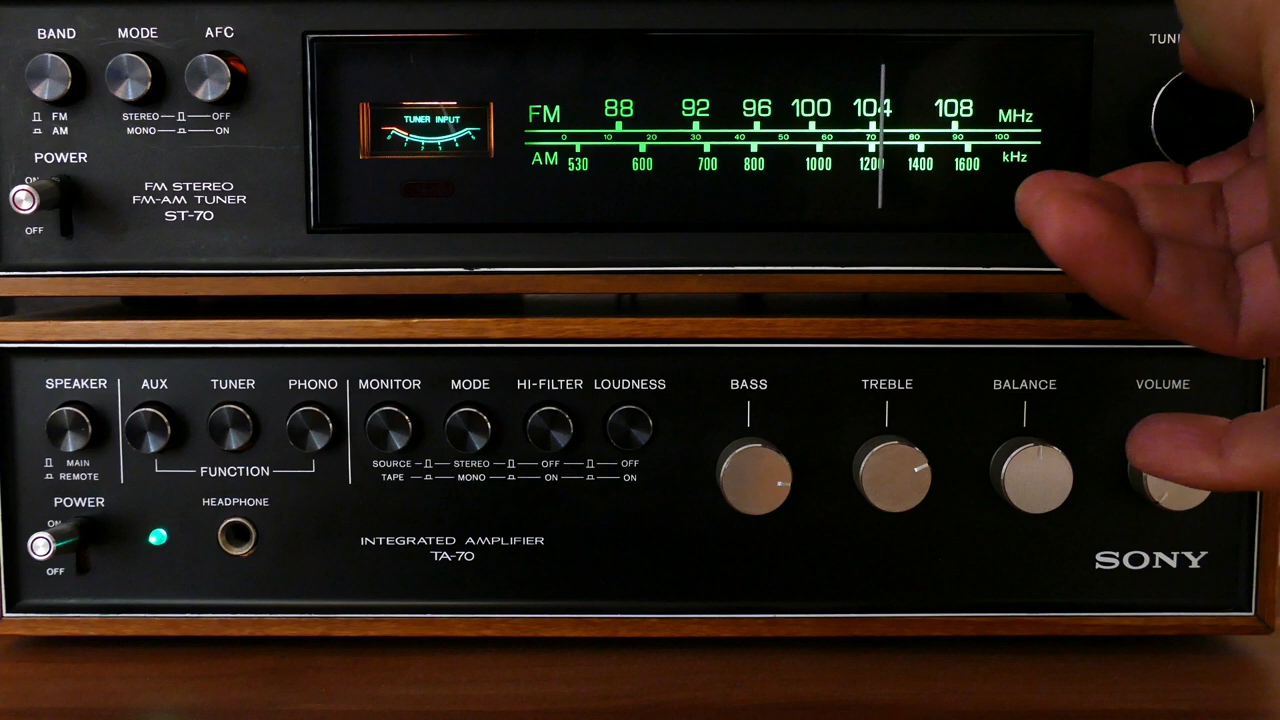 BAND MODE AFC
TUNER INPUT
FM 88 92 96 100 104 108 MHz
0 10 20 30 40 50 60 70 80 90 100
AM 530 600 700 800 1000 1200 1400 1600 kHz
FM STEREO OFF
AM MONO ON
POWER
ON
OFF
FM STEREO
FM-AM TUNER
ST-70
SPEAKER AUX TUNER PHONO MONITOR MODE HI-FILTER LOUDNESS BASS TREBLE BALANCE VOLUME
MAIN
REMOTE
FUNCTION
SOURCE STEREO OFF OFF
TAPE MONO ON ON
POWER
ON
OFF
HEADPHONE
INTEGRATED AMPLIFIER
TA-70
SONY